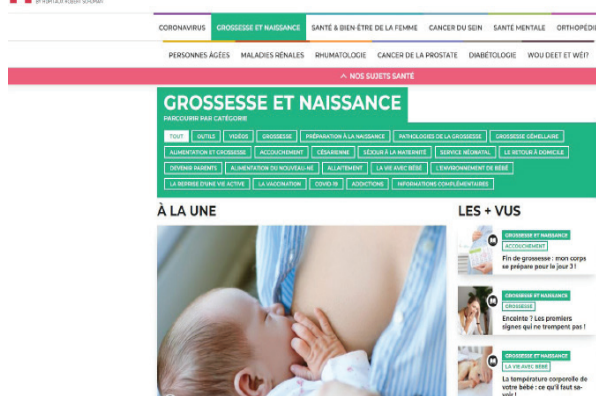 BY HÔPITAUX ROBERT SCHUMAN
CORONAVIRUS GROSSESSE ET NAISSANCE SANTÉ & BIEN-ÊTRE DE LA FEMME CANCER DU SEIN SANTÉ MENTALE ORTHOPÉDI
PERSONNES ÂGÉES MALADIES RÉNALES RHUMATOLOGIE CANCER DE LA PROSTATE DIABÉTOLOGIE WOU DEET ET WÉI?
NOS SUJETS SANTÉ
GROSSESSE ET NAISSANCE
PARCOURIR PAR CATÉGORIE
TOUT OUTILS VIDÉOS GROSSESSE PRÉPARATION À LA NAISSANCE PATHOLOGIES DE LA GROSSESSE GROSSESSE GÉMELLAIRE
ALIMENTATION ET GROSSESSE ACCOUCHEMENT CÉSARIENNE SÉJOUR À LA MATERNITÉ SERVICE NÉONATAL LE RETOUR À DOMICILE
DEVENIR PARENTS ALIMENTATION DU NOUVEAU-NÉ ALLAITEMENT LA VIE AVEC BÉBÉ L'ENVIRONNEMENT DE BÉBÉ
LA REPRISE D'UNE VIE ACTIVE LA VACCINATION COVID-19 ADDICTIONS INFORMATIONS COMPLÉMENTAIRES
À LA UNE
LES + VUS
GROSSESSE ET NAISSANCE
ACCOUCHEMENT
Fin de grossesse : mon corps
se prépare pour le jour J !
GROSSESSE ET NAISSANCE
GROSSESSE
Enceinte ? Les premiers
signes qui ne trompent pas !
GROSSESSE ET NAISSANCE
LA VIE AVEC BÉBÉ
La température corporelle de
votre bébé : ce qu'il faut sa-
voir !